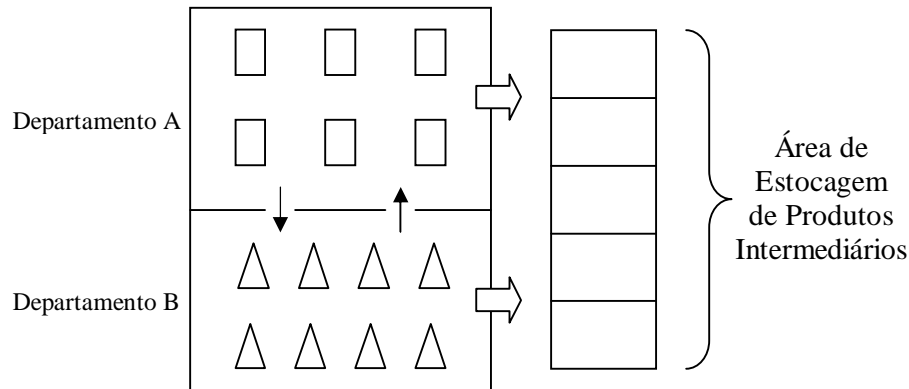 Departamento A
Departamento B
Área de
Estocagem
de Produtos
Intermediários